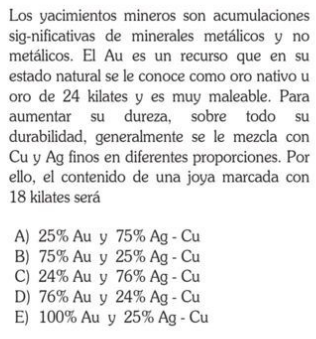 Los yacimientos mineros son acumulaciones
sig-nificativas de minerales metálicos y no
metálicos. El Au es un recurso que en su
estado natural se le conoce como oro nativo u
oro de 24 kilates y es muy maleable. Para
aumentar su dureza, sobre todo su
durabilidad, generalmente se le mezcla con
Cu y Ag finos en diferentes proporciones. Por
ello, el contenido de una joya marcada con
18 kilates será
A) 25% Au y 75% Ag - Cu
B) 75% Au y 25% Ag - Cu
C) 24% Au y 76% Ag - Cu
D) 76% Au y 24% Ag - Cu
E) 100% Au y 25% Ag - Cu